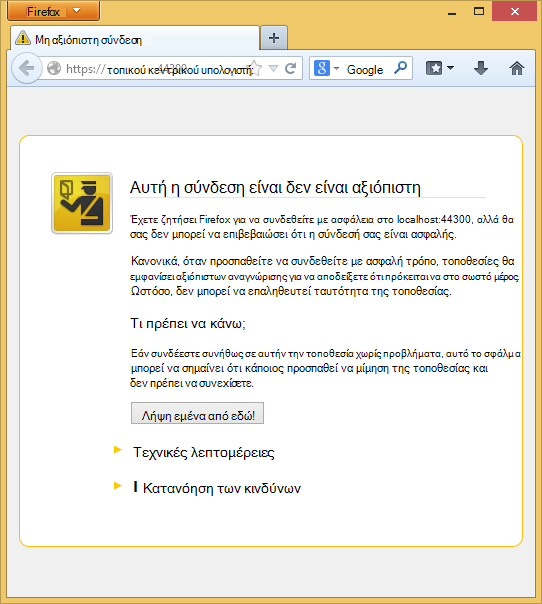 Firefox
Μη αξιόπιστη σύνδεση
https:// τοπικού κεντρικού υπολογιστή:
Google
Αυτή η σύνδεση είναι δεν είναι αξιόπιστη
Έχετε ζητήσει Firefox για να συνδεθείτε με ασφάλεια στο localhost:44300, αλλά θα
σας δεν μπορεί να επιβεβαιώσει ότι η σύνδεσή σας είναι ασφαλής.
Κανονικά, όταν προσπαθείτε να συνδεθείτε με ασφαλή τρόπο, τοποθεσίες θα
εμφανίσει αξιόπιστων αναγνώρισης για να αποδείξετε ότι πρόκειται να στο σωστό μέρος.
Ωστόσο, δεν μπορεί να επαληθευτεί ταυτότητα της τοποθεσίας.
Τι πρέπει να κάνω;
Εάν συνδέεστε συνήθως σε αυτήν την τοποθεσία χωρίς προβλήματα, αυτό το σφάλμα
μπορεί να σημαίνει ότι κάποιος προσπαθεί να μίμηση της τοποθεσίας και
δεν πρέπει να συνεχίσετε.
Λήψη εμένα από εδώ!
Τεχνικές λεπτομέρειες
Ι Κατανόηση των κινδύνων